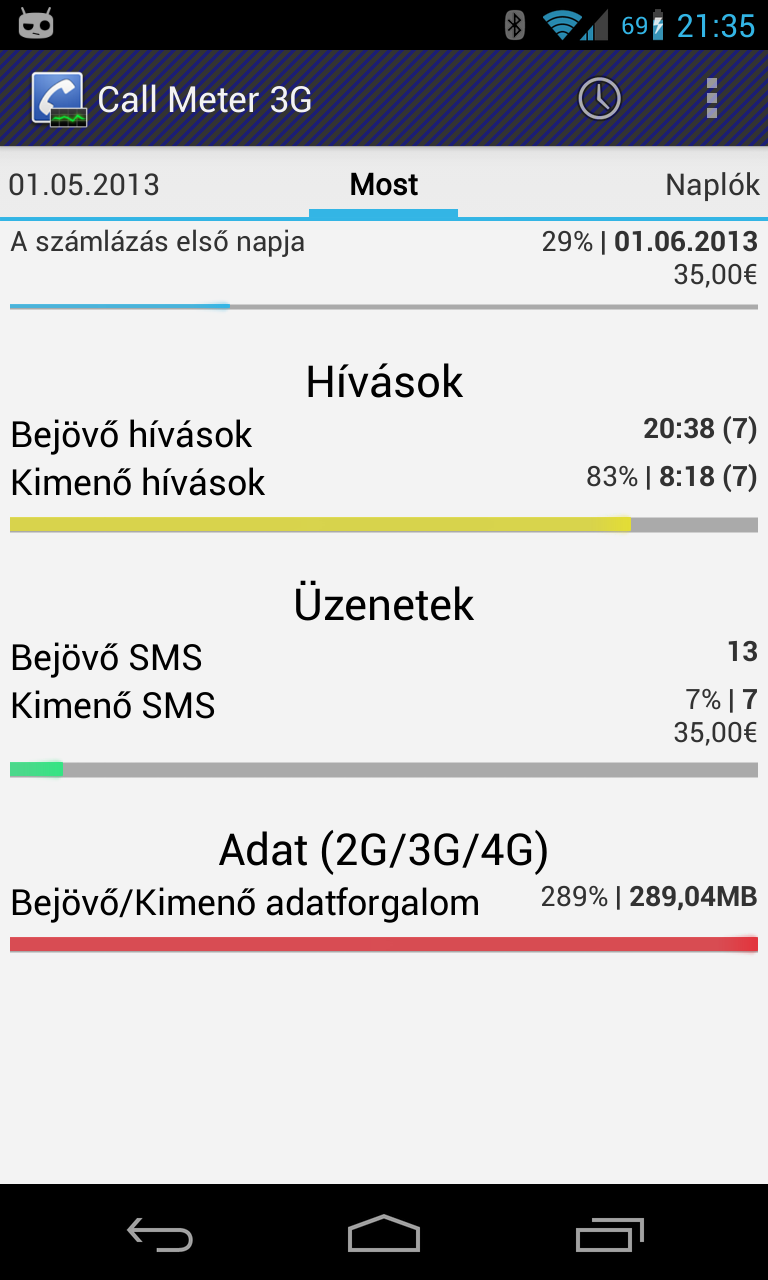 69 21:35
Call Meter 3G
01.05.2013 Most Naplók
A számlázás első napja 29% | 01.06.2013
35,00€
Hívások
Bejövő hívások 20:38 (7)
Kimenő hívások 83% | 8:18 (7)
Üzenetek
Bejövő SMS 13
Kimenő SMS 7% | 7
35,00€
Adat (2G/3G/4G)
Bejövő/Kimenő adatforgalom 289% | 289,04MB